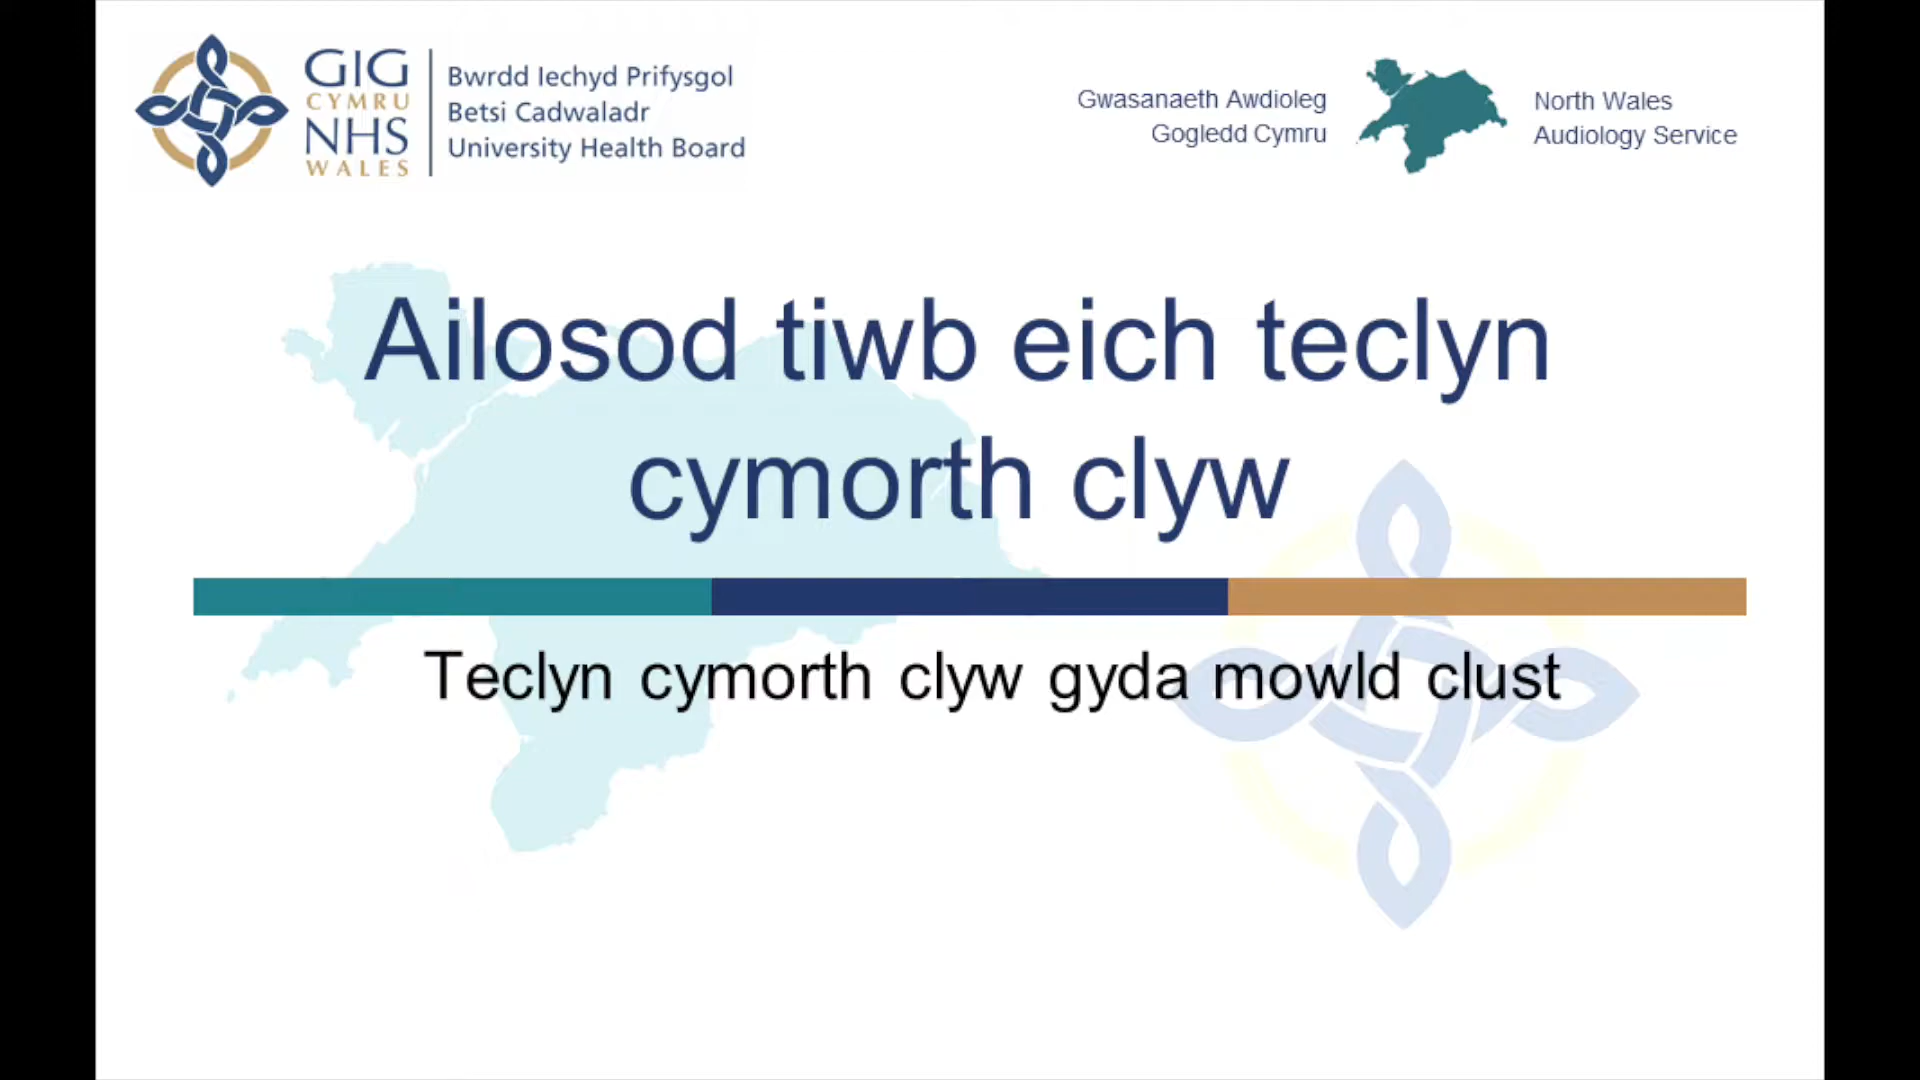 GIG
CYMRU
NHS
WALES
Bwrdd Iechyd Prifysgol
Betsi Cadwaladr
University Health Board
Gwasanaeth Awdioleg
Gogledd Cymru
North Wales
Audiology Service
Ailosod tiwb eich teclyn
cymorth clyw
Teclyn cymorth clyw gyda mowld clust